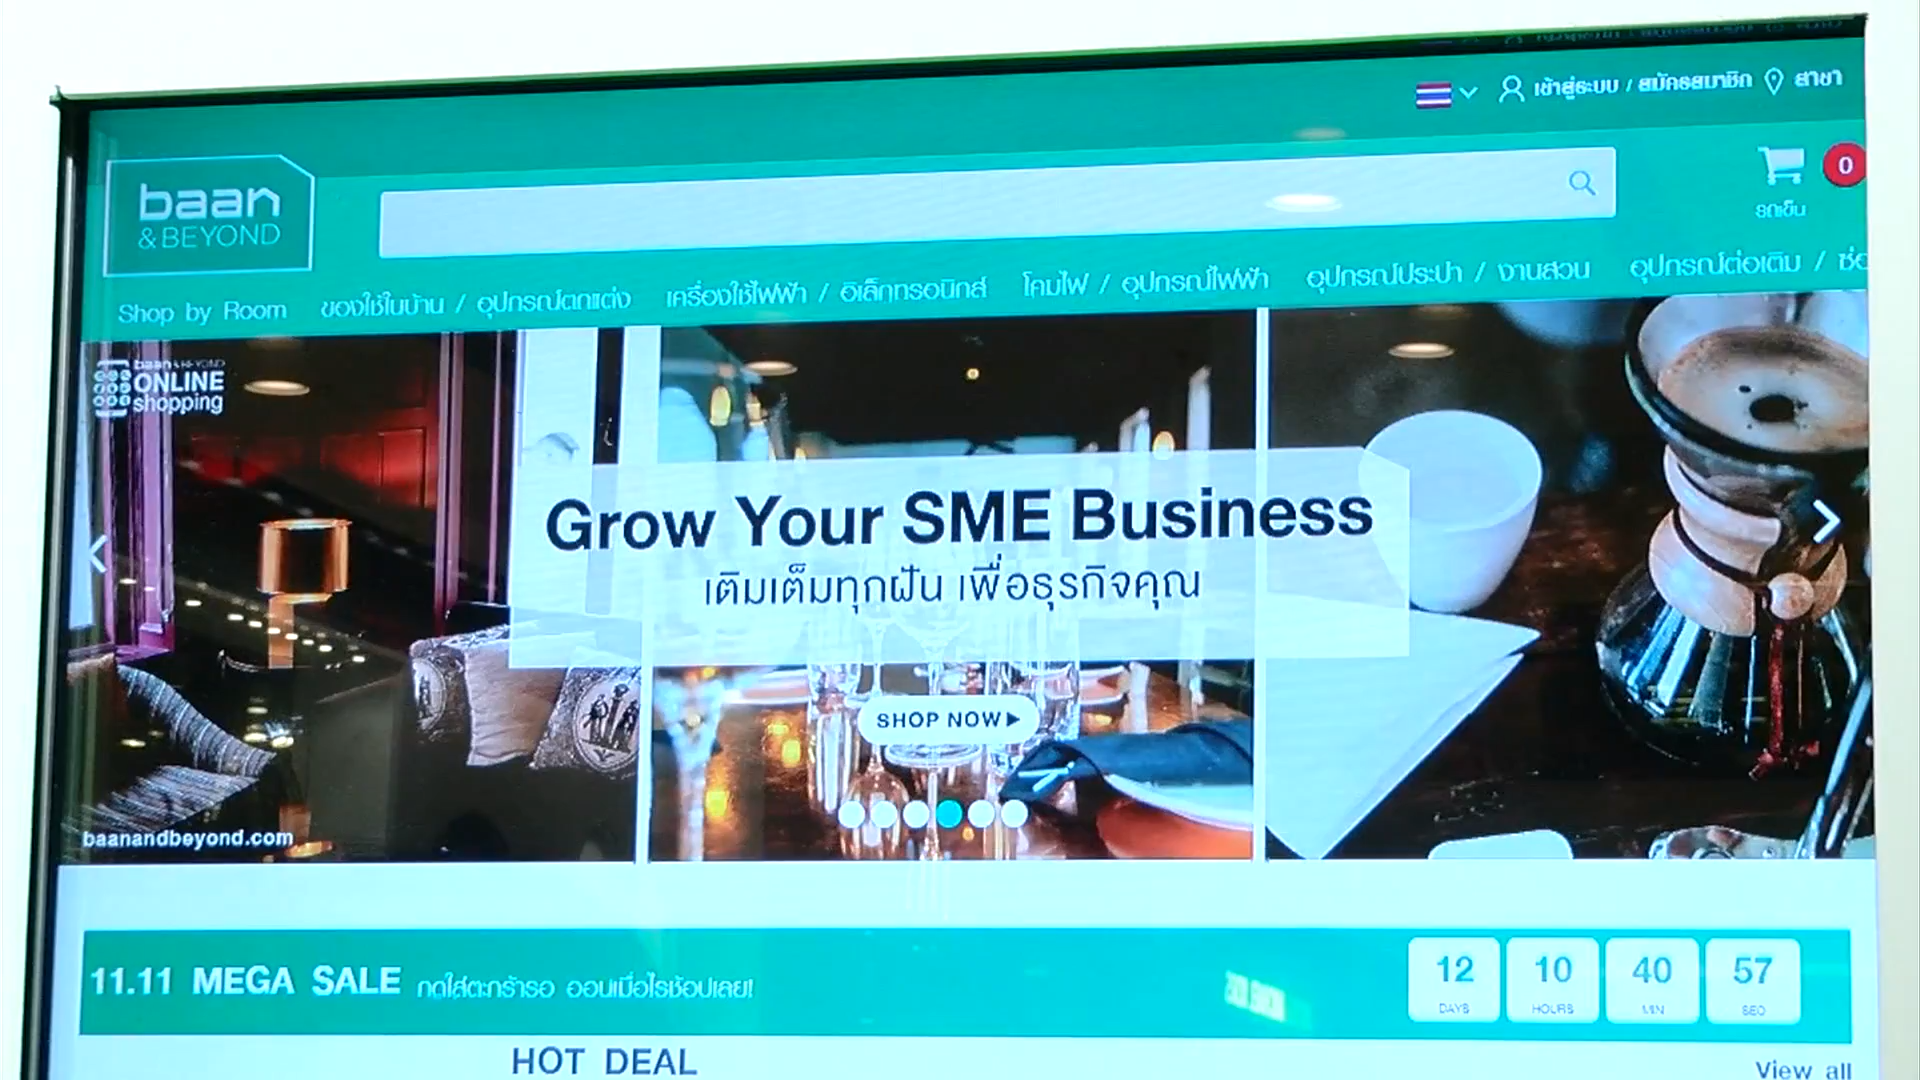 เข้าสู่ระบบ / สมัครสมาชิก สาขา
baan
& BEYOND
0
รถเข็น
Shop by Room ของใช้ในบ้าน / อุปกรณ์ตกแต่ง เครื่องใช้ไฟฟ้า / อิเล็กทรอนิกส์ โคมไฟ / อุปกรณ์ไฟฟ้า อุปกรณ์ประปา / งานสวน อุปกรณ์ต่อเติม /
baan & BEYOND
ONLINE
shopping
Grow Your SME Business
เติมเต็มทุกฝัน เพื่อธุรกิจคุณ
SHOP NOW
baanandbeyond.com
11.11 MEGA SALE กดใส่ตะกร้ารอ ออนเมื่อไรช้อปเลย!
12 10 40 57
DAYS HOURS MIN SEC
HOT DEAL
View all